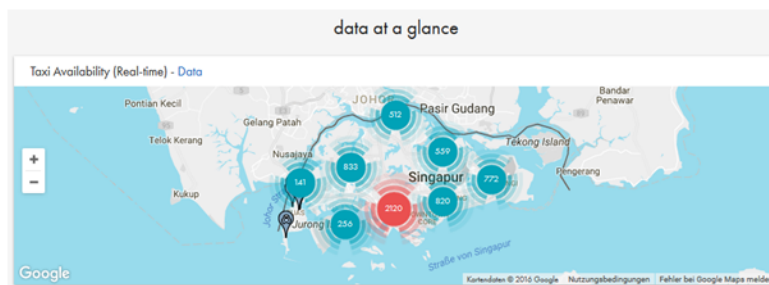 data at a glance
Taxi Availability (Real-time) - Data
Pontian Kecil
JOHOR
Pasir Gudang
Bandar
Penawar
512
Gelang Patah
Telok Kerang
Tekong Island
+
Nusajaya
559
833
−
Pengerang
Singapur
772
141
Kukup
2120
820
256
Jurong
Straße von Singapur
Google
Kartendaten © 2016 Google Nutzungsbedingungen Fehler bei Google Maps melde